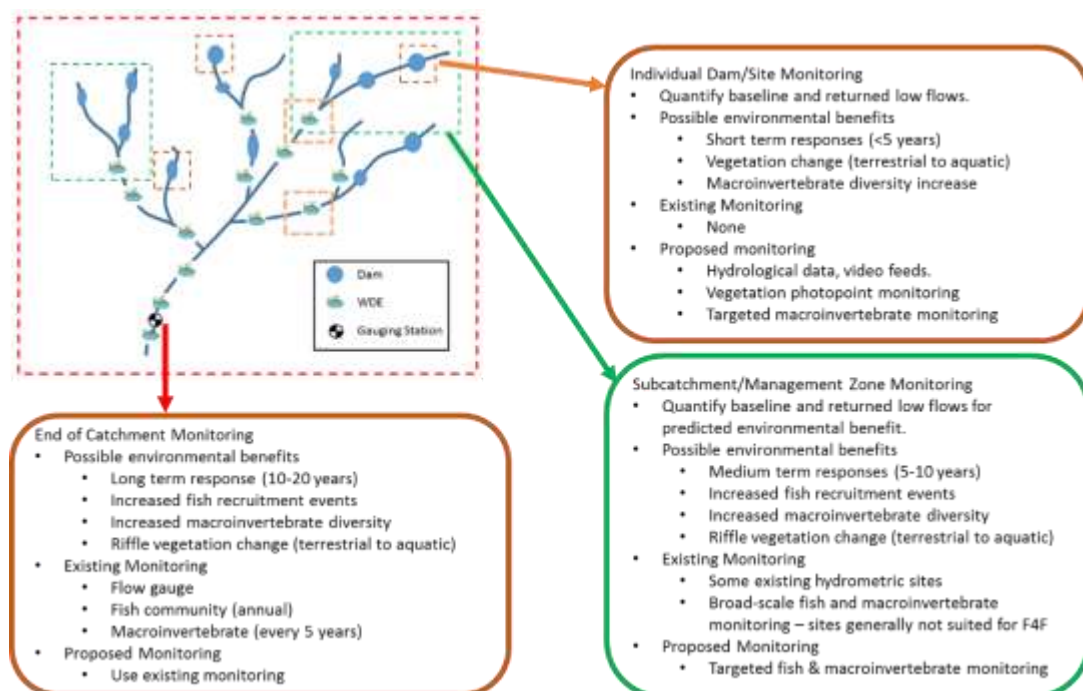 Dam
WDE
Gauging Station
Individual Dam/Site Monitoring
• Quantify baseline and returned low flows.
• Possible environmental benefits
• Short term responses (<5 years)
• Vegetation change (terrestrial to aquatic)
• Macroinvertebrate diversity increase
• Existing Monitoring
• None
• Proposed monitoring
• Hydrological data, video feeds.
• Vegetation photopoint monitoring
• Targeted macroinvertebrate monitoring
Subcatchment/Management Zone Monitoring
• Quantify baseline and returned low flows for
predicted environmental benefit.
• Possible environmental benefits
• Medium term responses (5-10 years)
• Increased fish recruitment events
• Increased macroinvertebrate diversity
• Riffle vegetation change (terrestrial to aquatic)
• Existing Monitoring
• Some existing hydrometric sites
• Broad-scale fish and macroinvertebrate
monitoring – sites generally not suited for F4F
• Proposed Monitoring
• Targeted fish & macroinvertebrate monitoring
End of Catchment Monitoring
• Possible environmental benefits
• Long term response (10-20 years)
• Increased fish recruitment events
• Increased macroinvertebrate diversity
• Riffle vegetation change (terrestrial to aquatic)
• Existing Monitoring
• Flow gauge
• Fish community (annual)
• Macroinvertebrate (every 5 years)
• Proposed Monitoring
• Use existing monitoring